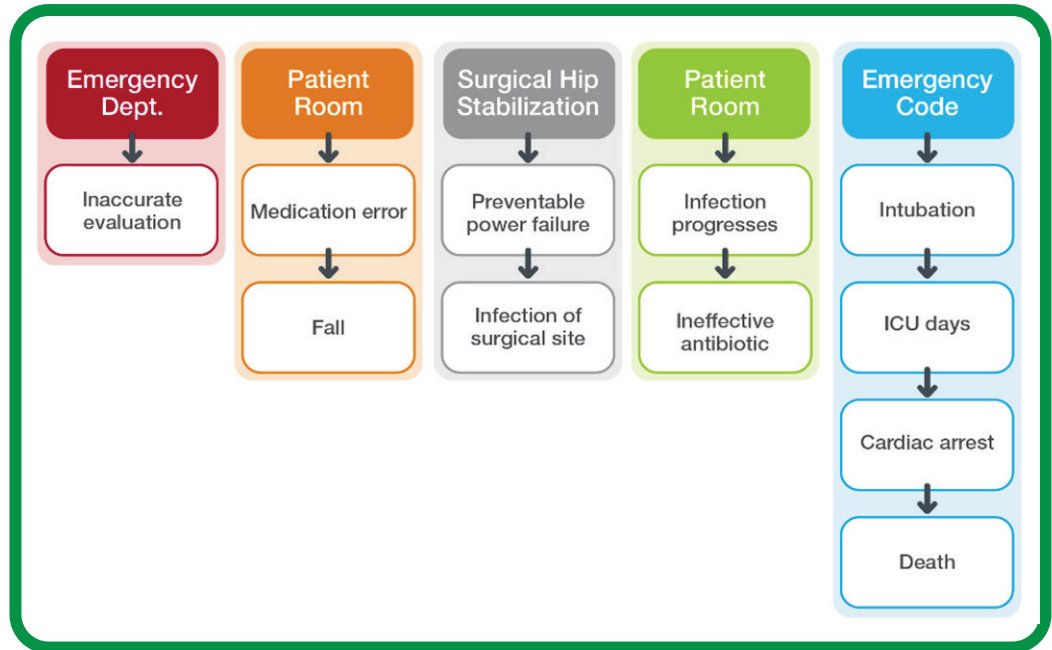 Emergency
Dept.
Inaccurate
evaluation
Patient
Room
Medication error
Fall
Surgical Hip
Stabilization
Preventable
power failure
Infection of
surgical site
Patient
Room
Infection
progresses
Ineffective
antibiotic
Emergency
Code
Intubation
ICU days
Cardiac arrest
Death